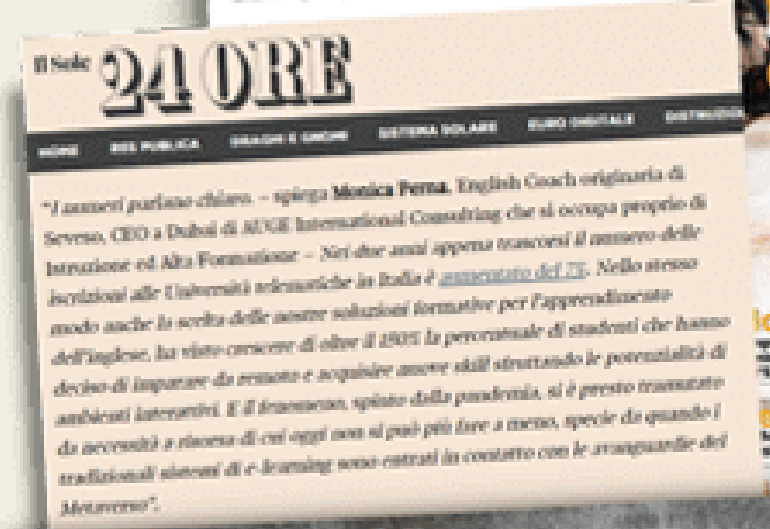 Il Sole 24 ORE
HOME RES PUBLICA DRAGHI E GNOMI SISTEMA SOLARE EURO DIGITALE
“I numeri parlano chiaro. – spiega Monica Perna, English Coach originaria di
Seveso, CEO a Dubai di AUGE International Consulting che si occupa proprio di
Istruzione ed Alta Formazione – Nei due anni appena trascorsi il numero delle
iscrizioni alle Università telematiche in Italia è aumentato del. Nello stesso
modo anche la scelta delle nostre soluzioni formative per l'apprendimento
dell'inglese, ha visto crescere di oltre il 150% la percentuale di studenti che hanno
deciso di imparare da remoto e acquisire nuove skill sfruttando le potenzialità di
ambienti interattivi. E il fenomeno, spinto dalla pandemia, si è presto tramutato
da necessità a risorsa di cui oggi non si può più fare a meno, specie da quando i
tradizionali sistemi di e-learning sono entrati in contatto con le avanguardie del
Metaverso”.